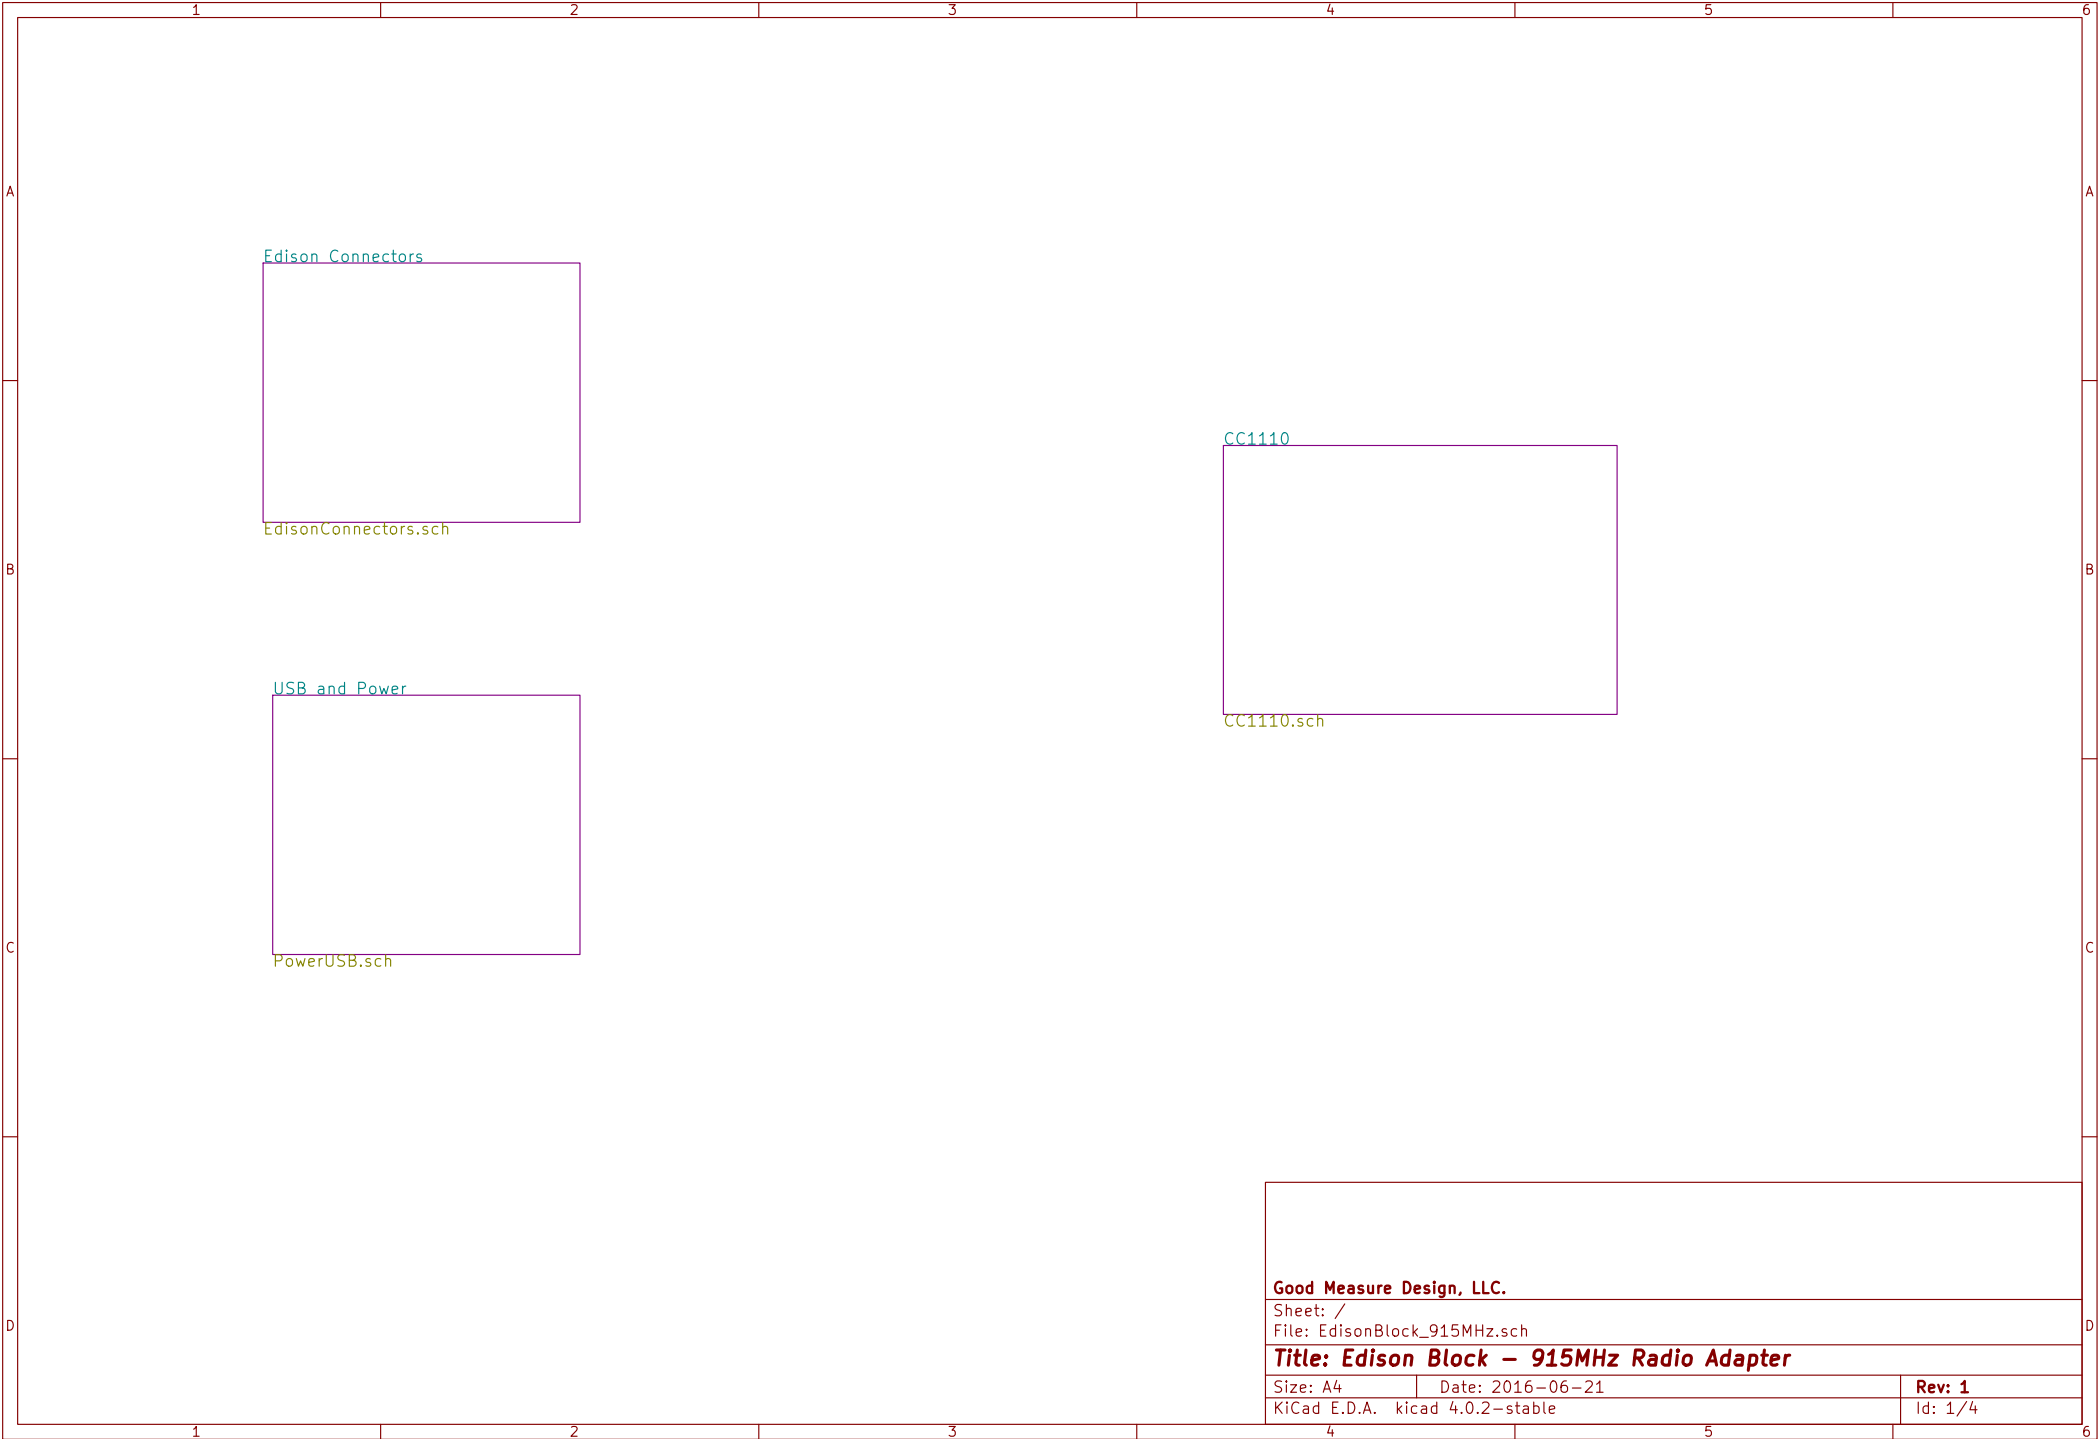 1 2 3 4 5 6
A A
Edison Connectors
CC1110
EdisonConnectors.sch
B B
USB and Power
CC1110.sch
C C
PowerUSB.sch
Good Measure Design, LLC.
Sheet: /
File: EdisonBlock_915MHz.sch
D D
Title: Edison Block – 915MHz Radio Adapter
Size: A4 Date: 2016-06-21 Rev: 1
KiCad E.D.A. kicad 4.0.2-stable Id: 1/4
1 2 3 4 5 6